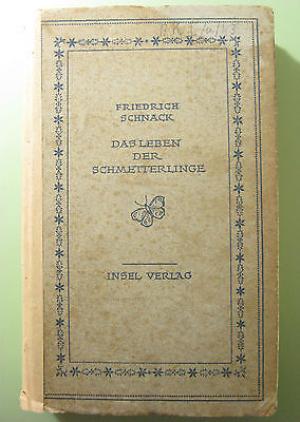 FRIEDRICH
SCHNACK
DAS LEBEN
DER
SCHMETTERLINGE
INSEL VERLAG